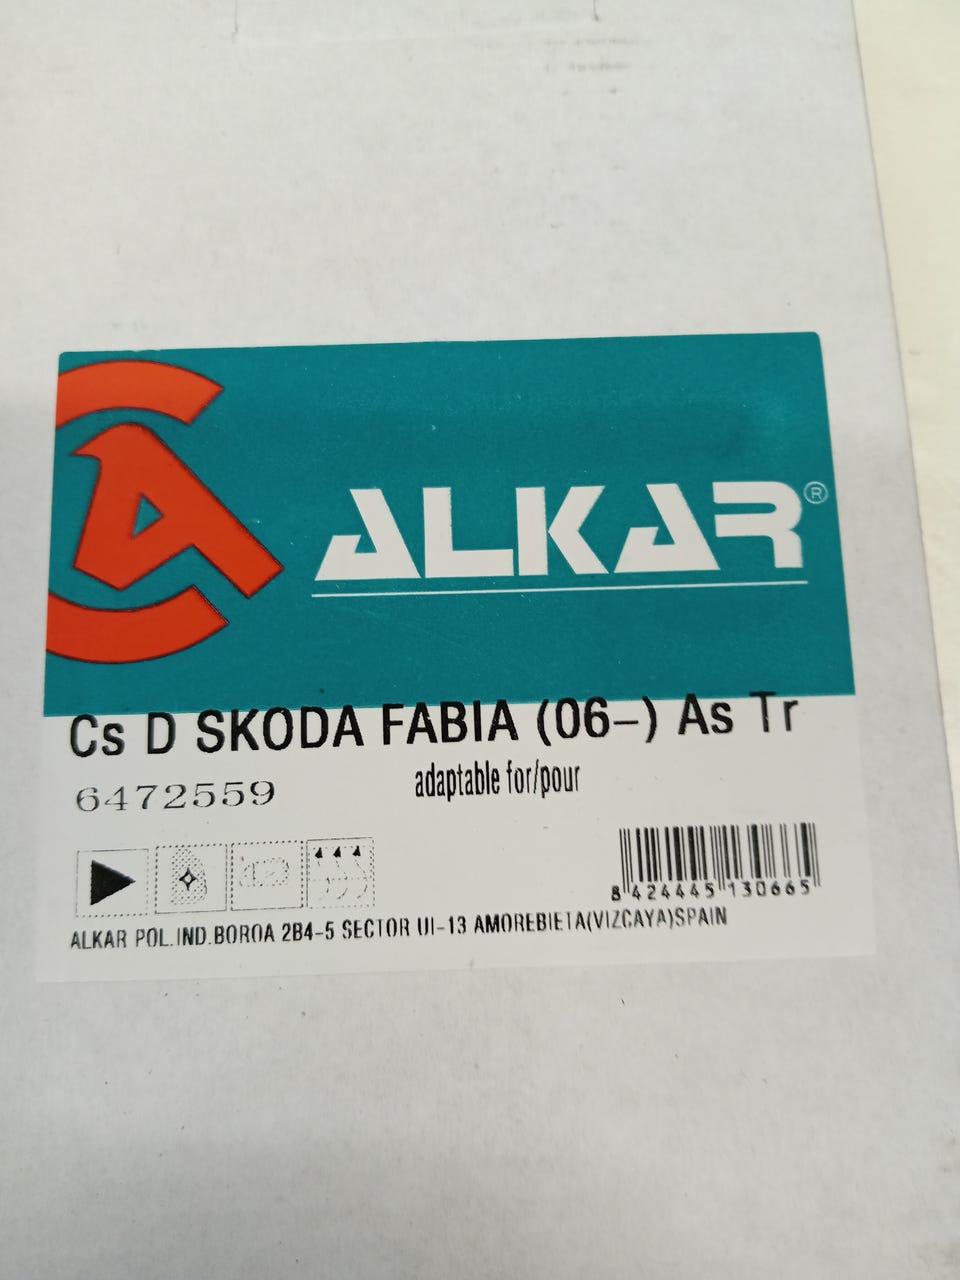 ALKAR®
Cs D SKODA FABIA (06-) As Tr
6472559
adaptable for/pour
8 424445 130665
ALKAR POL.IND.BOROA 2B4-5 SECTOR UI-13 AMOREBIETA(VIZCAYA)SPAIN